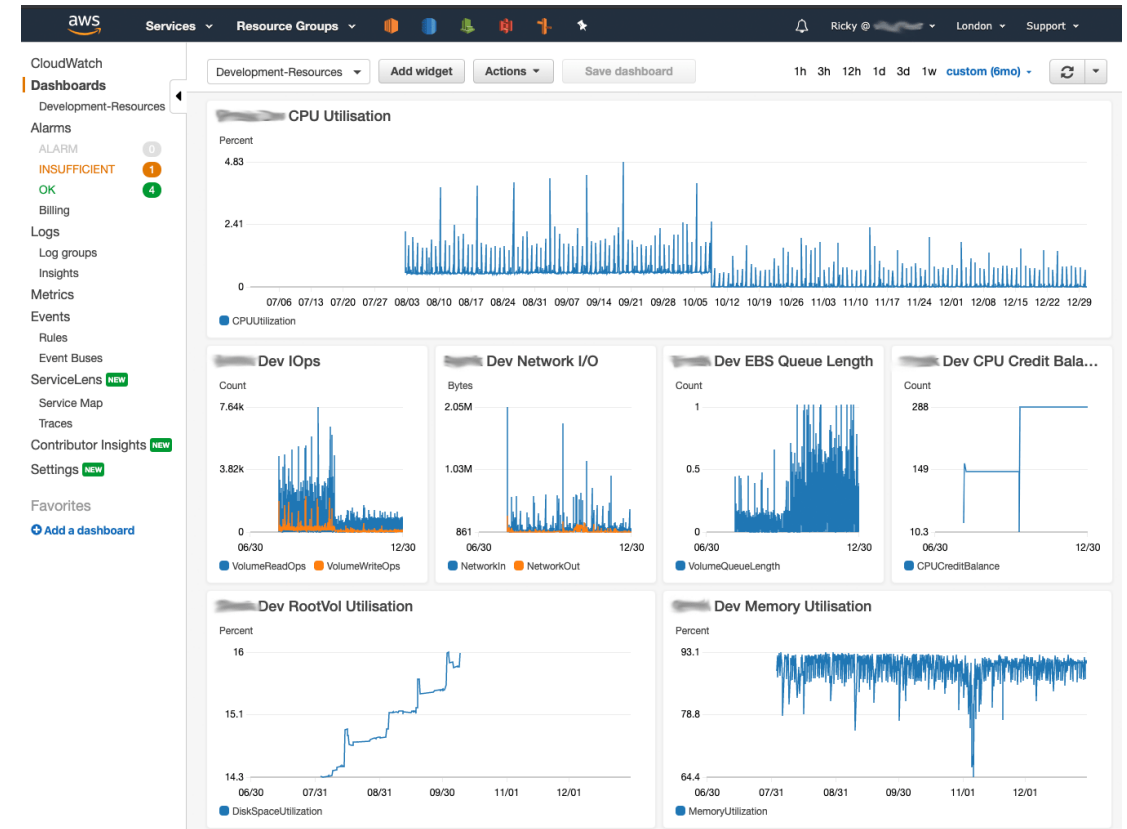 aws Services Resource Groups Ricky @ London Support
CloudWatch
Dashboards
Development-Resources
Alarms
ALARM 0
INSUFFICIENT 1
OK 4
Billing
Logs
Log groups
Insights
Metrics
Events
Rules
Event Buses
ServiceLens NEW
Service Map
Traces
Contributor Insights NEW
Settings NEW
Favorites
Add a dashboard
Development-Resources Add widget Actions Save dashboard 1h 3h 12h 1d 3d 1w custom (6mo)
CPU Utilisation
Percent
4.83
2.41
0
07/06 07/13 07/20 07/27 08/03 08/10 08/17 08/24 08/31 09/07 09/14 09/21 09/28 10/05 10/12 10/19 10/26 11/03 11/10 11/17 11/24 12/01 12/08 12/15 12/22 12/29
CPUUtilization
Dev IOps
Count
7.64k
3.82k
0
06/30 12/30
VolumeReadOps VolumeWriteOps
Dev Network I/O
Bytes
2.05M
1.03M
861
06/30 12/30
NetworkIn NetworkOut
Dev EBS Queue Length
Count
1
0.5
0
06/30 12/30
VolumeQueueLength
Dev CPU Credit Bala...
Count
288
149
10.3
06/30 12/30
CPUCreditBalance
Dev RootVol Utilisation
Percent
16
15.1
14.3
06/30 07/31 08/31 09/30 11/01 12/01
DiskSpaceUtilization
Dev Memory Utilisation
Percent
93.1
78.8
64.4
06/30 07/31 08/31 09/30 11/01 12/01
MemoryUtilization